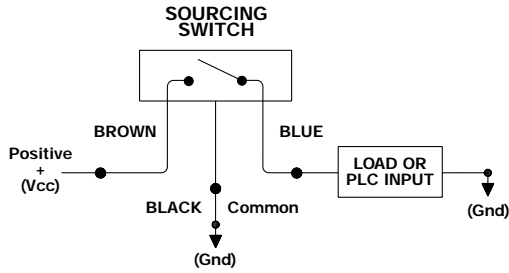 SOURCING
SWITCH
BROWN
BLUE
Positive
+
(Vcc)
LOAD OR
PLC INPUT
BLACK
Common
(Gnd)
(Gnd)